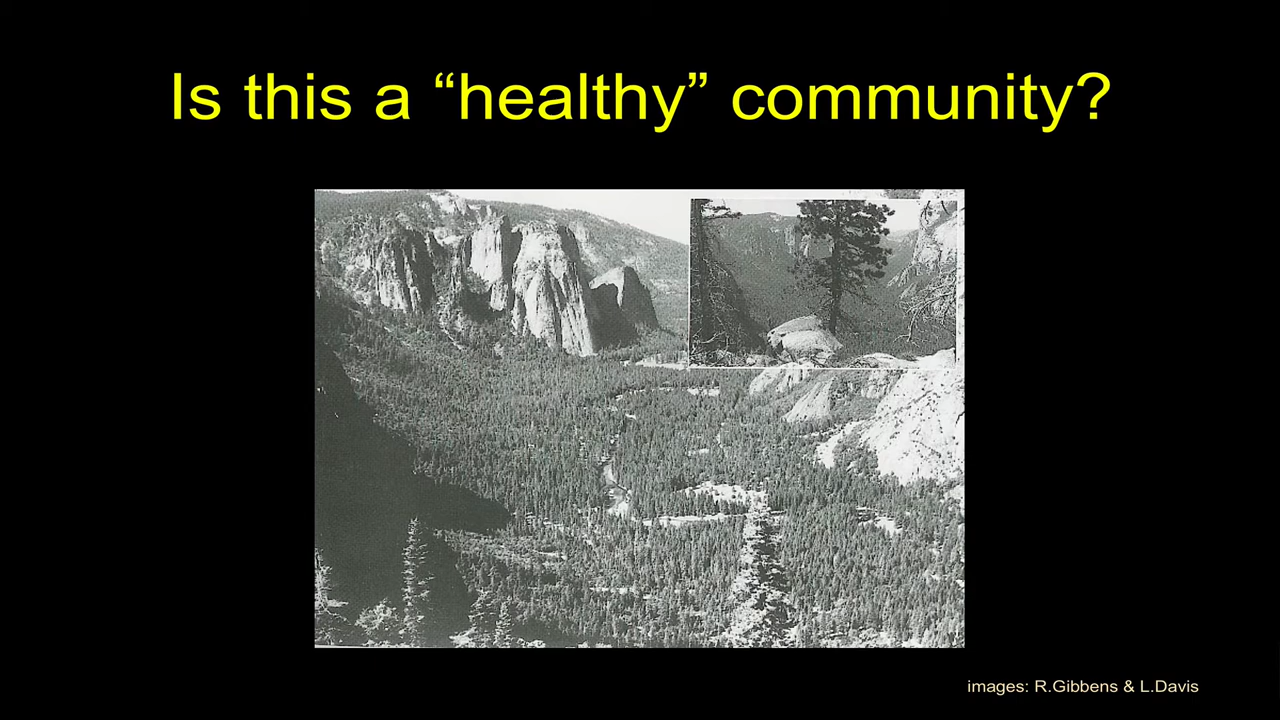 Is this a “healthy” community?
images: R.Gibbens & L.Davis